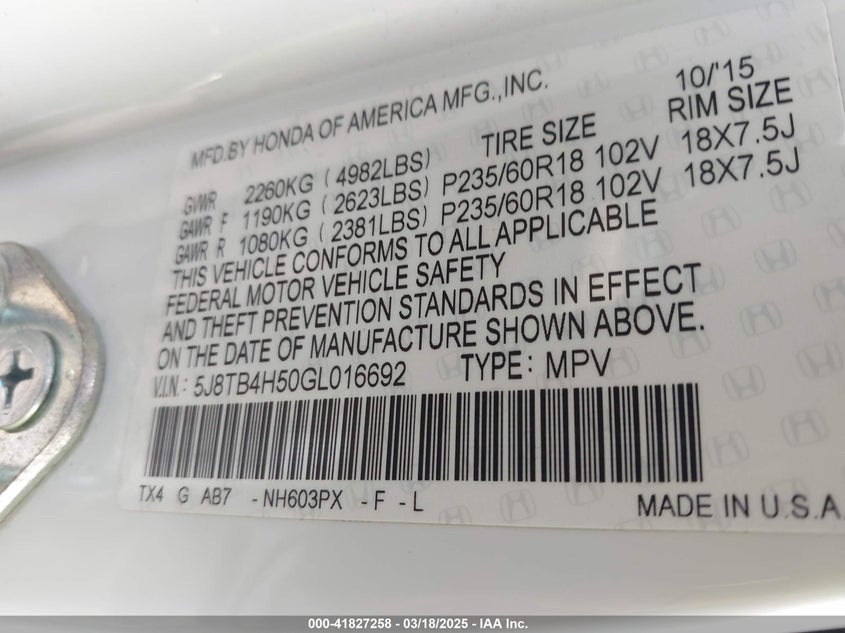 MFD.BY HONDA OF AMERICA MFG.,INC. 10/'15
TIRE SIZE RIM SIZE
GVWR 2260KG (4982LBS)
GAWR F 1190KG (2623LBS) P235/60R18 102V 18X7.5J
GAWR R 1080KG (2381LBS) P235/60R18 102V 18X7.5J
THIS VEHICLE CONFORMS TO ALL APPLICABLE
FEDERAL MOTOR VEHICLE SAFETY
AND THEFT PREVENTION STANDARDS IN EFFECT
ON THE DATE OF MANUFACTURE SHOWN ABOVE.
V.I.N.: 5J8TB4H50GL016692 TYPE: MPV
TX4 G AB7 -NH603PX -F -L MADE IN U.S.A.
000-41827258 - 03/18/2025 - IAA Inc.